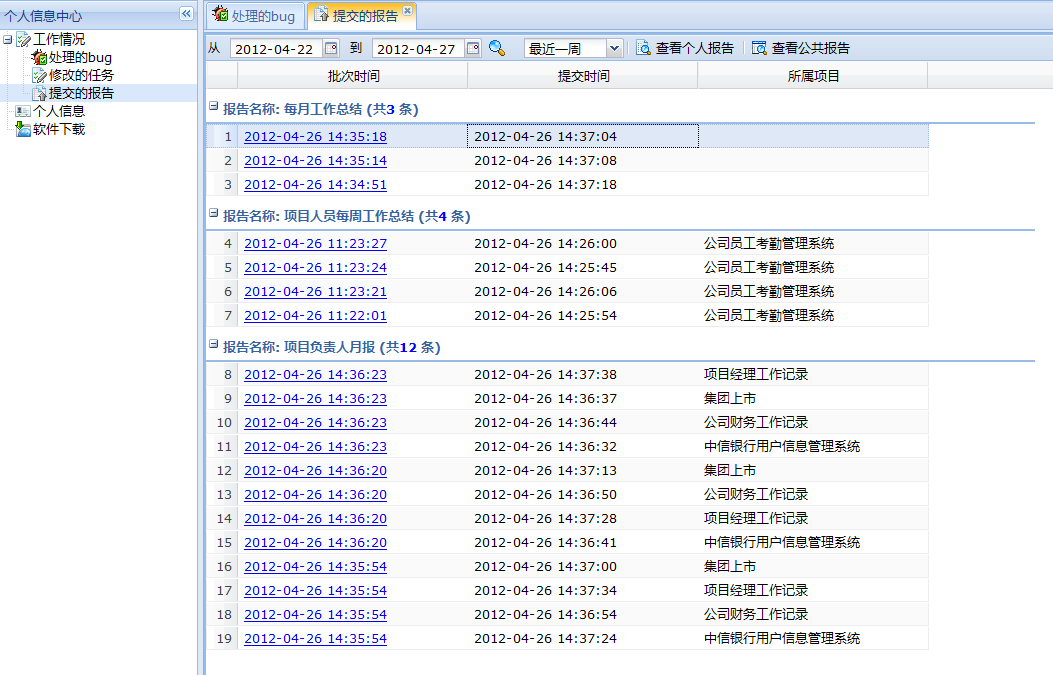 个人信息中心
工作情况
处理的bug
修改的任务
提交的报告
个人信息
软件下载
处理的bug 提交的报告
从 2012-04-22 到 2012-04-27 最近一周 查看个人报告 查看公共报告
批次时间 提交时间 所属项目
报告名称: 每月工作总结 (共3 条)
1 2012-04-26 14:35:18 2012-04-26 14:37:04
2 2012-04-26 14:35:14 2012-04-26 14:37:08
3 2012-04-26 14:34:51 2012-04-26 14:37:18
报告名称: 项目人员每周工作总结 (共4 条)
4 2012-04-26 11:23:27 2012-04-26 14:26:00 公司员工考勤管理系统
5 2012-04-26 11:23:24 2012-04-26 14:25:45 公司员工考勤管理系统
6 2012-04-26 11:23:21 2012-04-26 14:26:06 公司员工考勤管理系统
7 2012-04-26 11:22:01 2012-04-26 14:25:54 公司员工考勤管理系统
报告名称: 项目负责人月报 (共12 条)
8 2012-04-26 14:36:23 2012-04-26 14:37:38 项目经理工作记录
9 2012-04-26 14:36:23 2012-04-26 14:36:37 集团上市
10 2012-04-26 14:36:23 2012-04-26 14:36:44 公司财务工作记录
11 2012-04-26 14:36:23 2012-04-26 14:36:32 中信银行用户信息管理系统
12 2012-04-26 14:36:20 2012-04-26 14:37:13 集团上市
13 2012-04-26 14:36:20 2012-04-26 14:36:50 公司财务工作记录
14 2012-04-26 14:36:20 2012-04-26 14:37:28 项目经理工作记录
15 2012-04-26 14:36:20 2012-04-26 14:36:41 中信银行用户信息管理系统
16 2012-04-26 14:35:54 2012-04-26 14:37:00 集团上市
17 2012-04-26 14:35:54 2012-04-26 14:37:34 项目经理工作记录
18 2012-04-26 14:35:54 2012-04-26 14:36:54 公司财务工作记录
19 2012-04-26 14:35:54 2012-04-26 14:37:24 中信银行用户信息管理系统